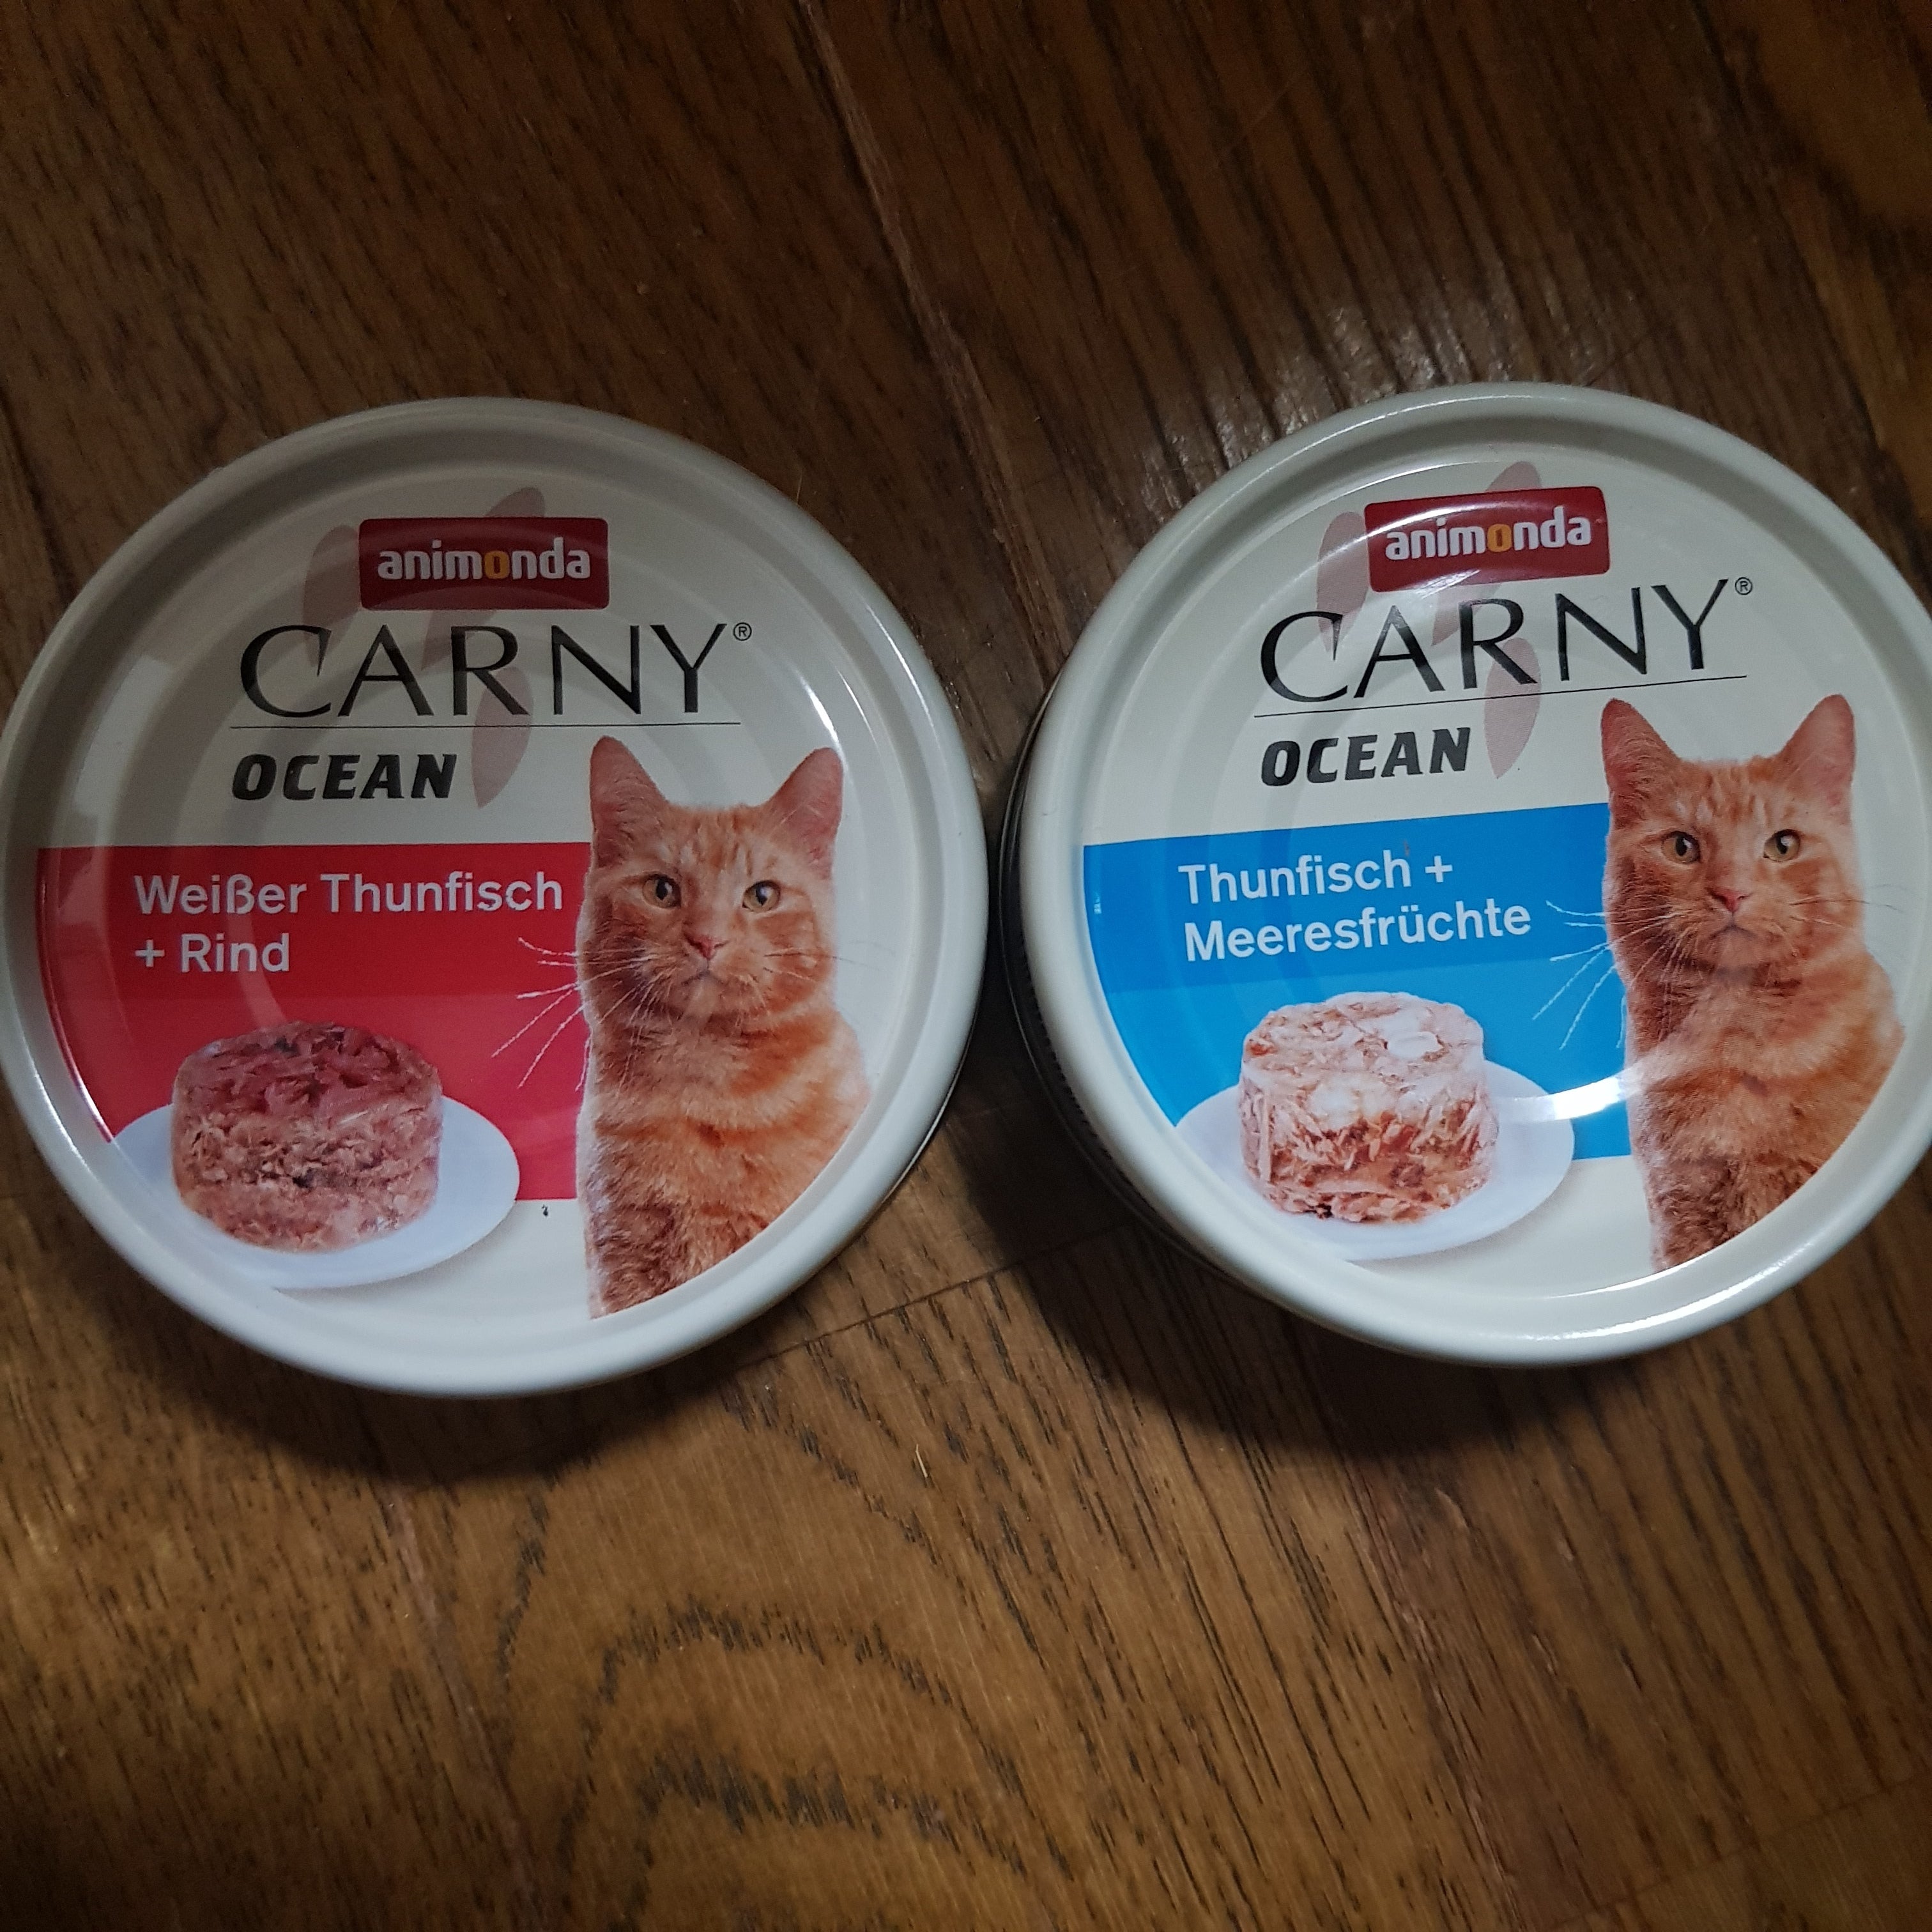 animonda
CARNY®
OCEAN
Weißer Thunfisch
+ Rind
animonda
CARNY®
OCEAN
Thunfisch +
Meeresfrüchte